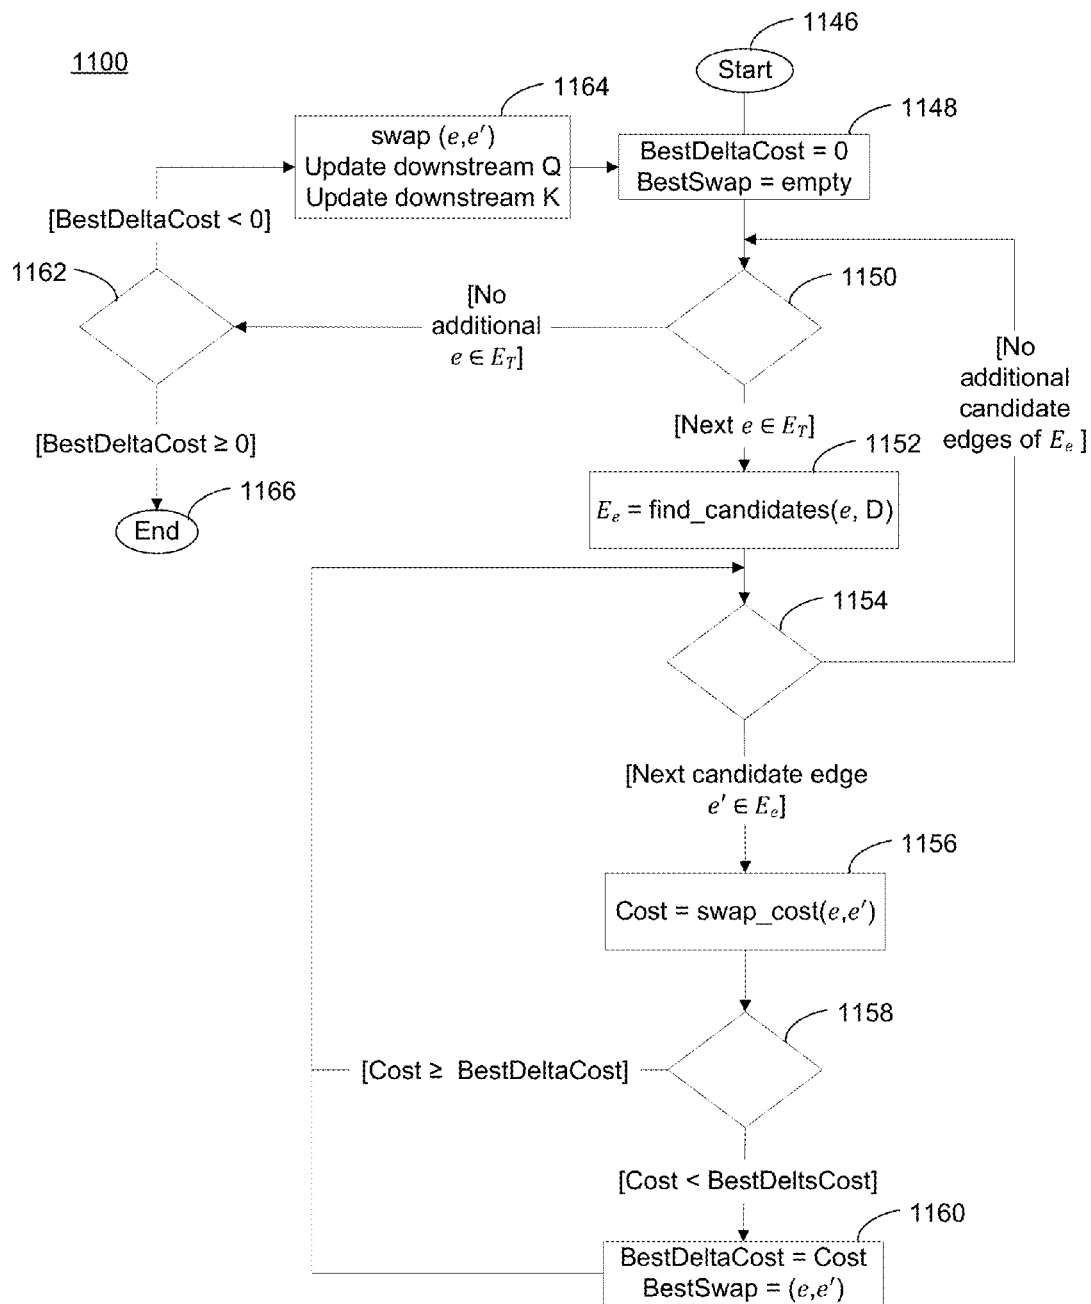 1100
1146
Start
1164
swap (e,e′)
Update downstream Q
Update downstream K
1148
BestDeltaCost = 0
BestSwap = empty
[BestDeltaCost < 0]
1162
1150
[No
additional
e ∈ E_T]
[No
additional
candidate
edges of E_e ]
[Next e ∈ E_T]
[BestDeltaCost ≥ 0]
1152
E_e = find_candidates(e, D)
1166
End
1154
[Next candidate edge
e′ ∈ E_e]
1156
Cost = swap_cost(e,e′)
1158
[Cost ≥ BestDeltaCost]
[Cost < BestDeltsCost]
1160
BestDeltaCost = Cost
BestSwap = (e,e′)